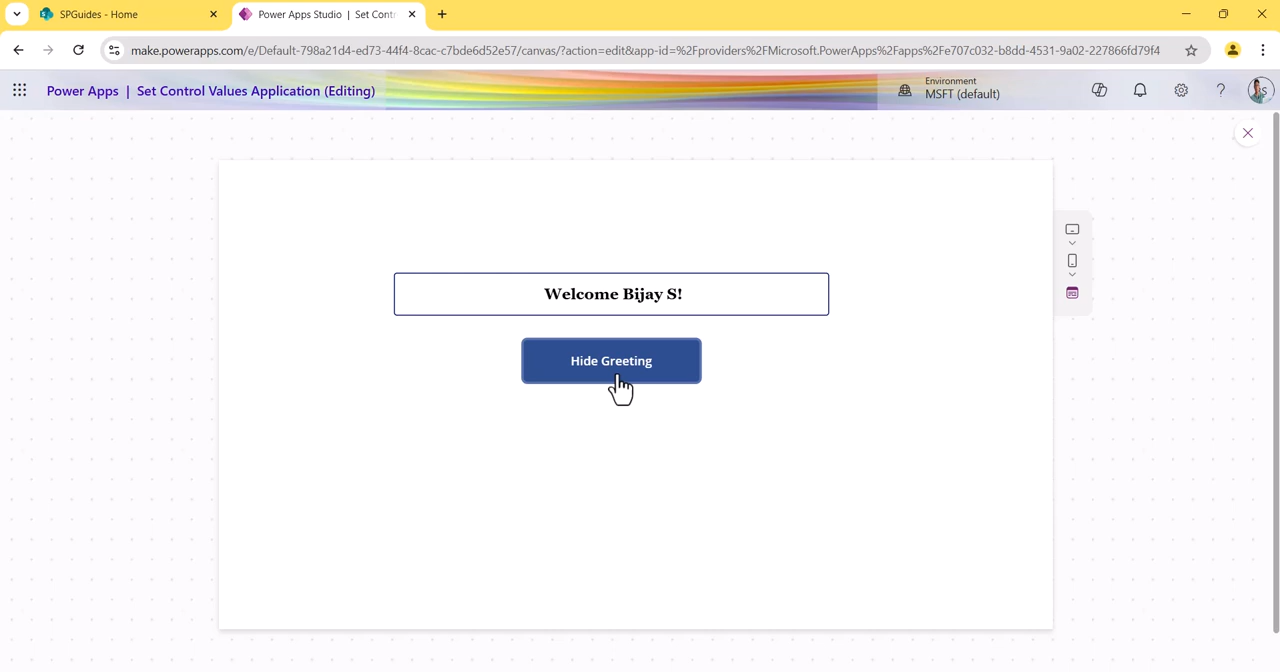 SPGuides - Home
Power Apps Studio | Set Contr
make.powerapps.com/e/Default-798a21d4-ed73-44f4-8cac-c7bde6d52e57/canvas/?action=edit&app-id=%2Fproviders%2FMicrosoft.PowerApps%2Fapps%2Fe707c032-b8dd-4531-9a02-227866fd79f4
Power Apps | Set Control Values Application (Editing)
Environment
MSFT (default)
Welcome Bijay S!
Hide Greeting